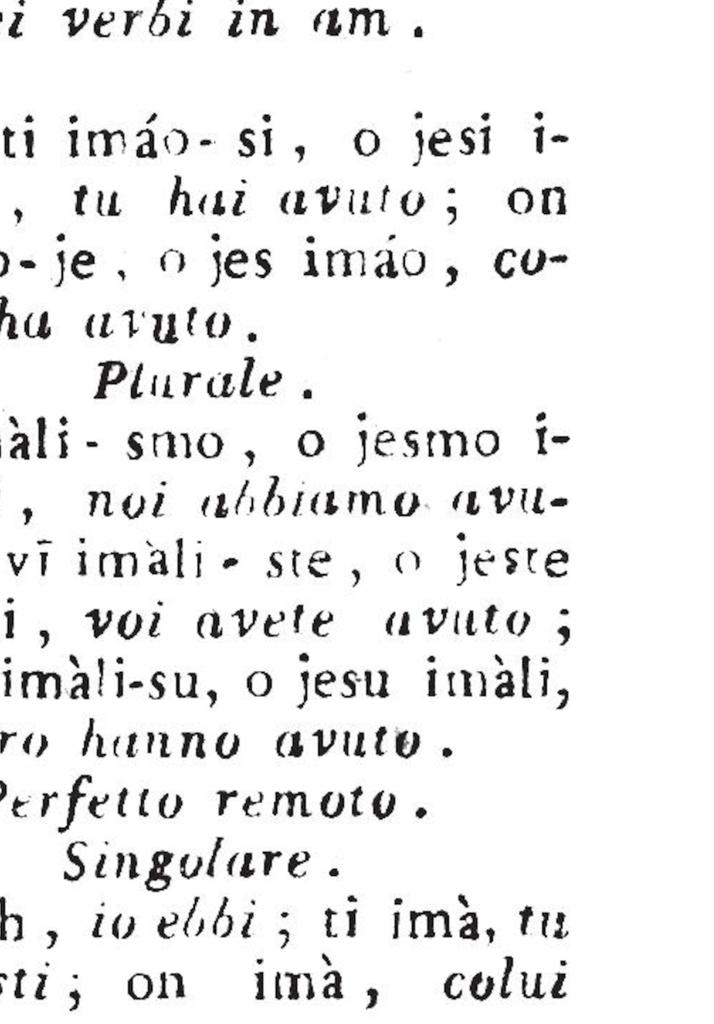 ei verbi in am .
ti imáo- si , o jesi i-
, tu hai avuto ; on
o- je , o jes imáo , co-
ha avuto .
Plurale .
àli - smo , o jesmo i-
, noi abbiamo avu-
vī imàli - ste , o jeste
i , voi avete avuto ;
imàli-su, o jesu imàli,
ro hanno avuto .
Perfetto remoto .
Singolare .
h , io ebbi ; ti imà, tu
sti ; on imà , colui